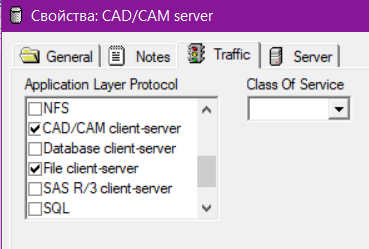 Свойства: CAD/CAM server
General Notes Traffic Server
Application Layer Protocol Class Of Service
NFS
CAD/CAM client-server
Database client-server
File client-server
SAS R/3 client-server
SQL